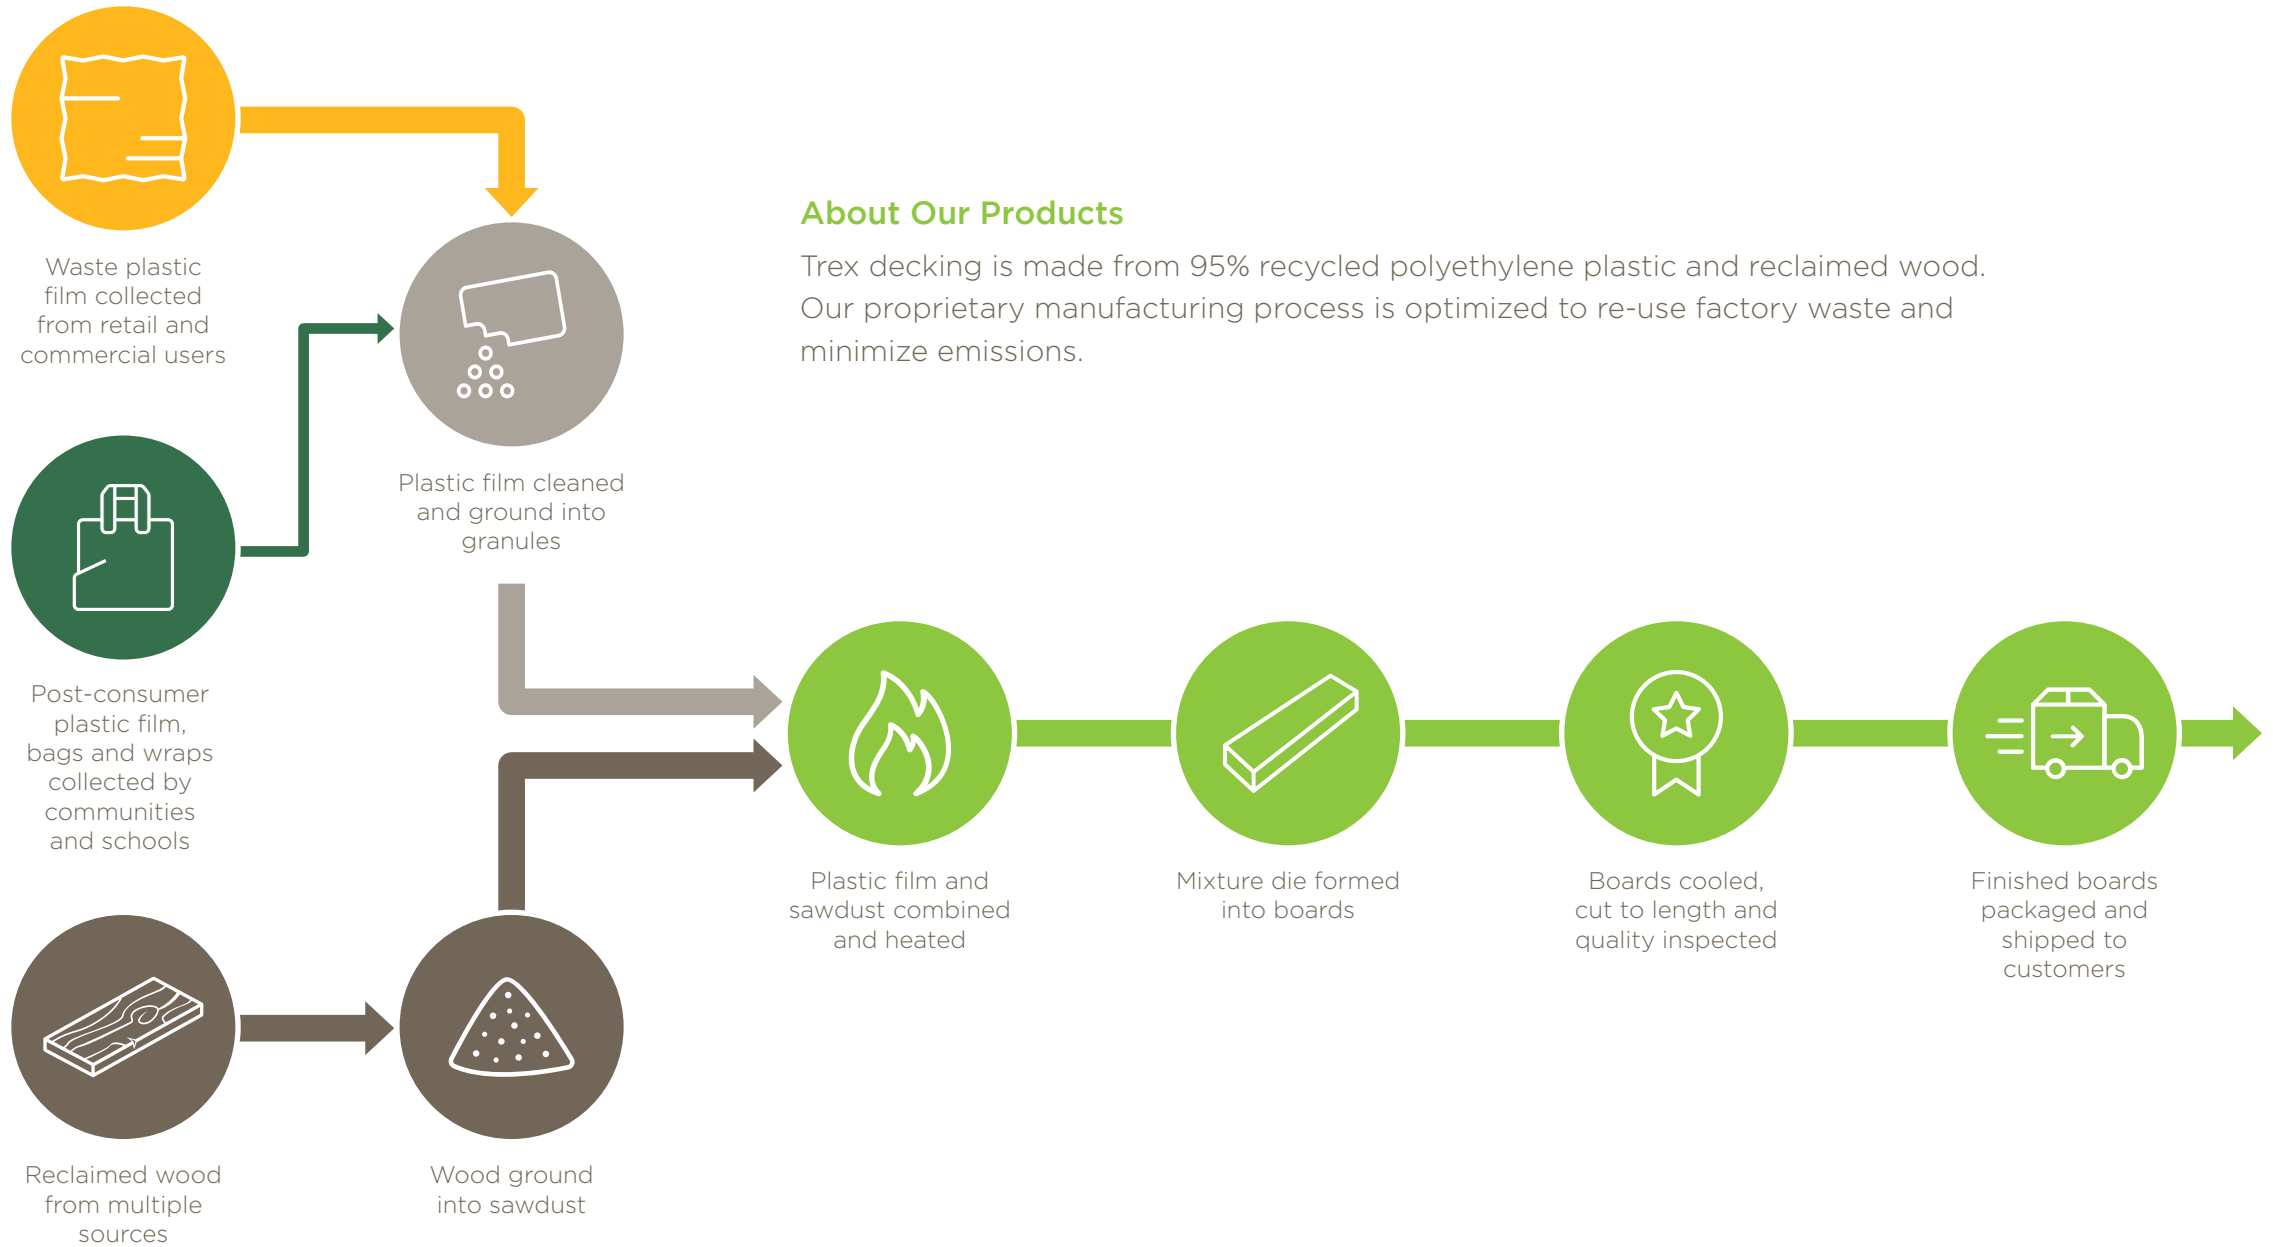 Waste plastic
film collected
from retail and
commercial users
Post-consumer
plastic film,
bags and wraps
collected by
communities
and schools
Reclaimed wood
from multiple
sources
Plastic film cleaned
and ground into
granules
Wood ground
into sawdust
About Our Products
Trex decking is made from 95% recycled polyethylene plastic and reclaimed wood.
Our proprietary manufacturing process is optimized to re-use factory waste and
minimize emissions.
Plastic film and
sawdust combined
and heated
Mixture die formed
into boards
Boards cooled,
cut to length and
quality inspected
Finished boards
packaged and
shipped to
customers